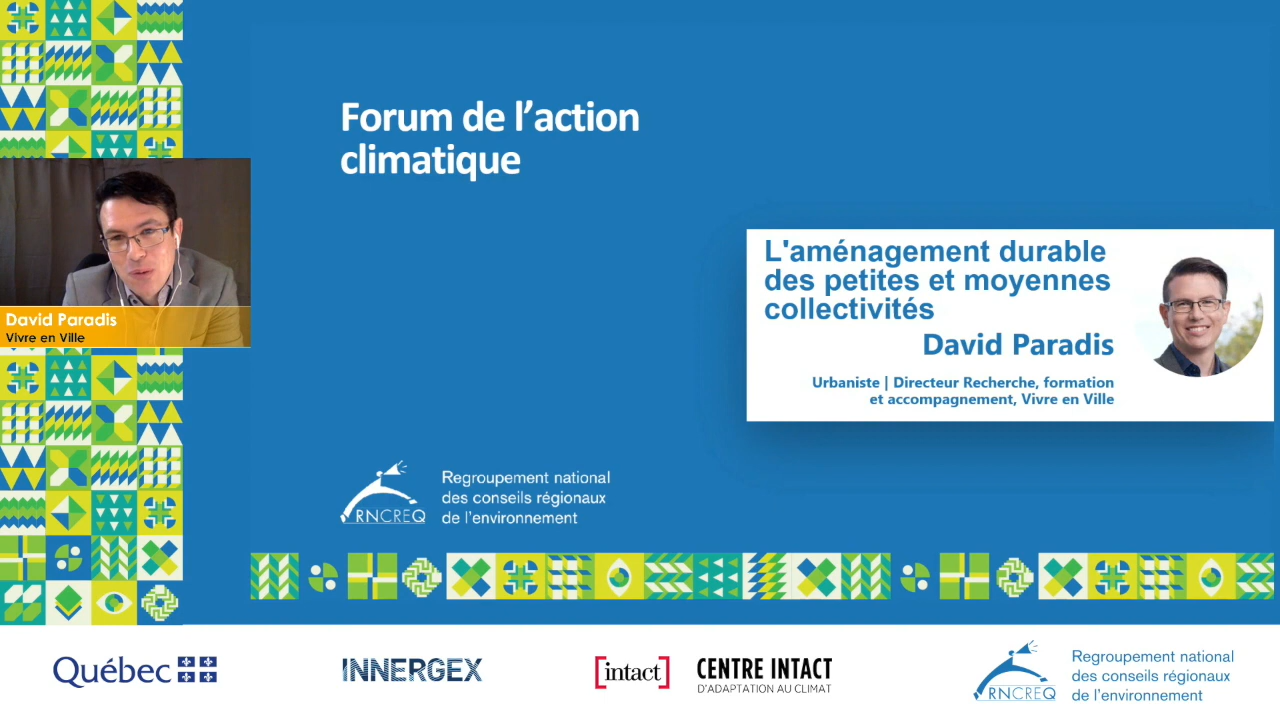 Forum de l'action
climatique
David Paradis
Vivre en Ville
L'aménagement durable
des petites et moyennes
collectivités
David Paradis
Urbaniste | Directeur Recherche, formation
et accompagnement, Vivre en Ville
RNCREQ
Regroupement national
des conseils régionaux
de l'environnement
Québec
INNERGEX
[intact]
CENTRE INTACT
D'ADAPTATION AU CLIMAT
RNCREQ
Regroupement national
des conseils régionaux
de l'environnement